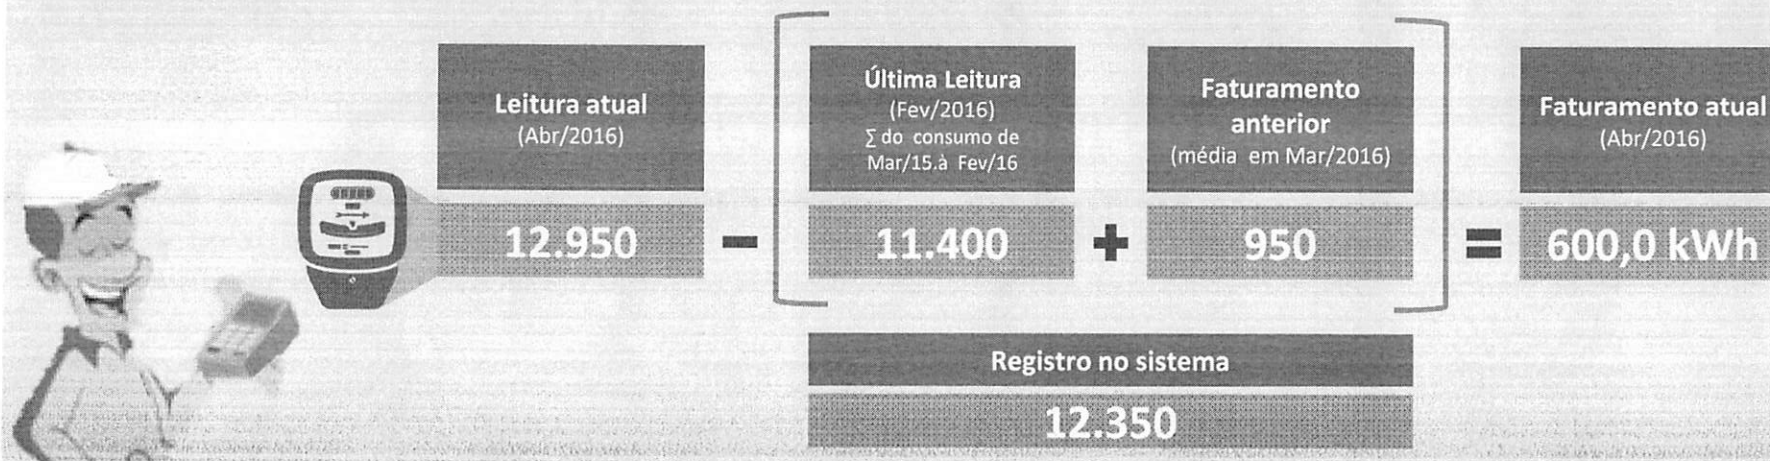 Leitura atual
(Abr/2016)
12.950
−
Última Leitura
(Fev/2016)
∑ do consumo de
Mar/15.à Fev/16
11.400
+
Faturamento
anterior
(média em Mar/2016)
950
=
Faturamento atual
(Abr/2016)
600,0 kWh
Registro no sistema
12.350